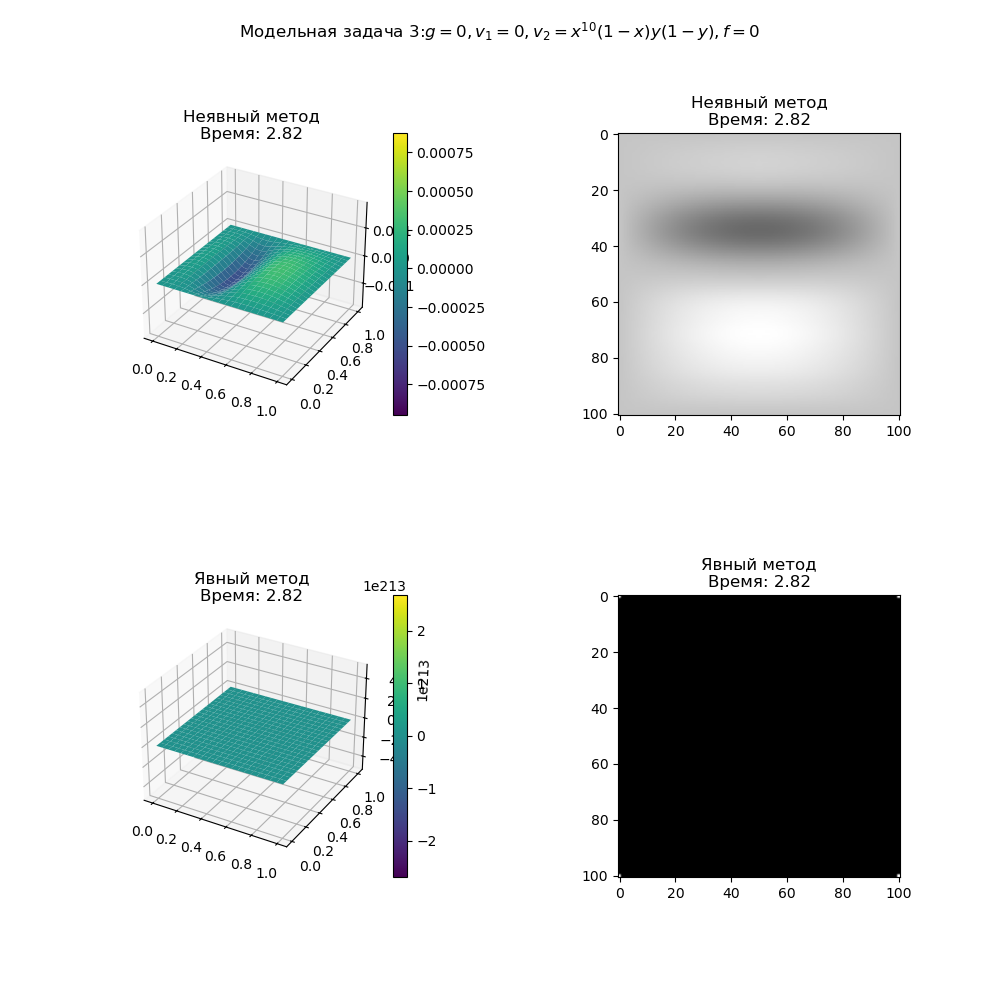 Модельная задача 3:g = 0, v₁ = 0, v₂ = x¹⁰(1 − x)y(1 − y), f = 0
Неявный метод
Время: 2.82
0.00075
0.00050
0.00025
0.00000
−0.00025
−0.00050
−0.00075
0.0 0.2 0.4 0.6 0.8 1.0
0.0 0.2 0.4 0.6 0.8 1.0
Неявный метод
Время: 2.82
0
20
40
60
80
100
0 20 40 60 80 100
Явный метод
Время: 2.82
1e213
2
1e213
0
−1
−2
0.0 0.2 0.4 0.6 0.8 1.0
0.0 0.2 0.4 0.6 0.8 1.0
Явный метод
Время: 2.82
0
20
40
60
80
100
0 20 40 60 80 100